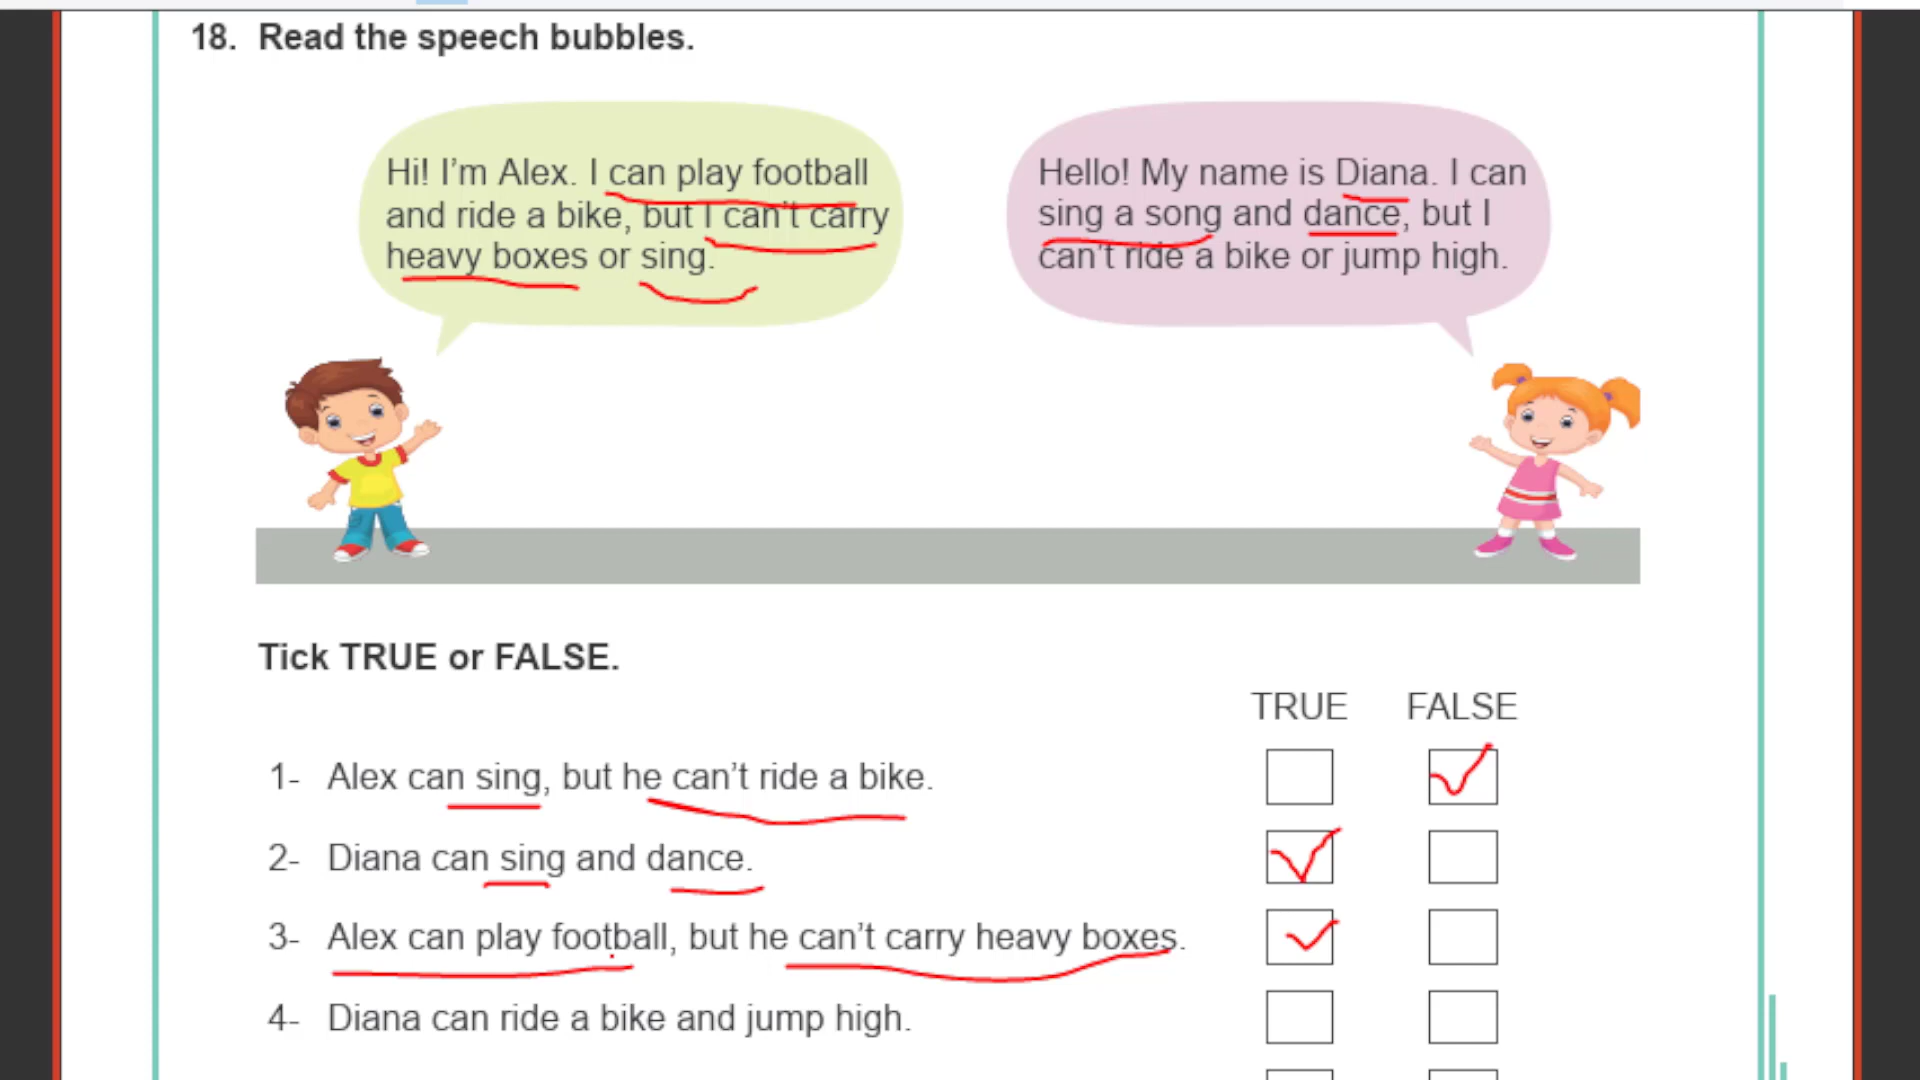 18. Read the speech bubbles.
Hi! I'm Alex. I can play football
and ride a bike, but I can't carry
heavy boxes or sing.
Hello! My name is Diana. I can
sing a song and dance, but I
can't ride a bike or jump high.
Tick TRUE or FALSE.
TRUE FALSE
1- Alex can sing, but he can't ride a bike.
2- Diana can sing and dance.
3- Alex can play football, but he can't carry heavy boxes.
4- Diana can ride a bike and jump high.